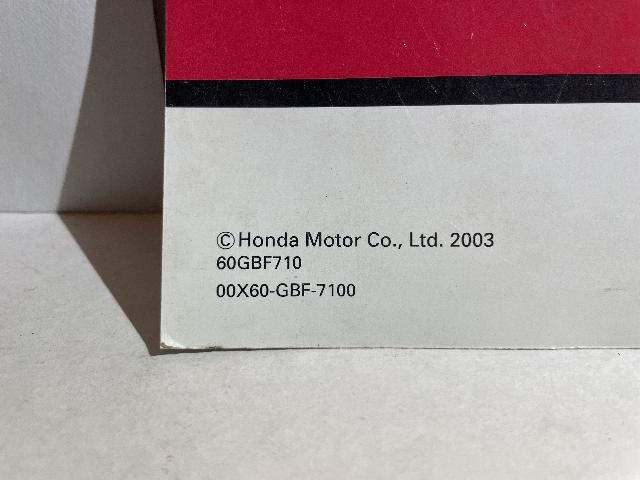 ©Honda Motor Co., Ltd. 2003
60GBF710
00X60-GBF-7100